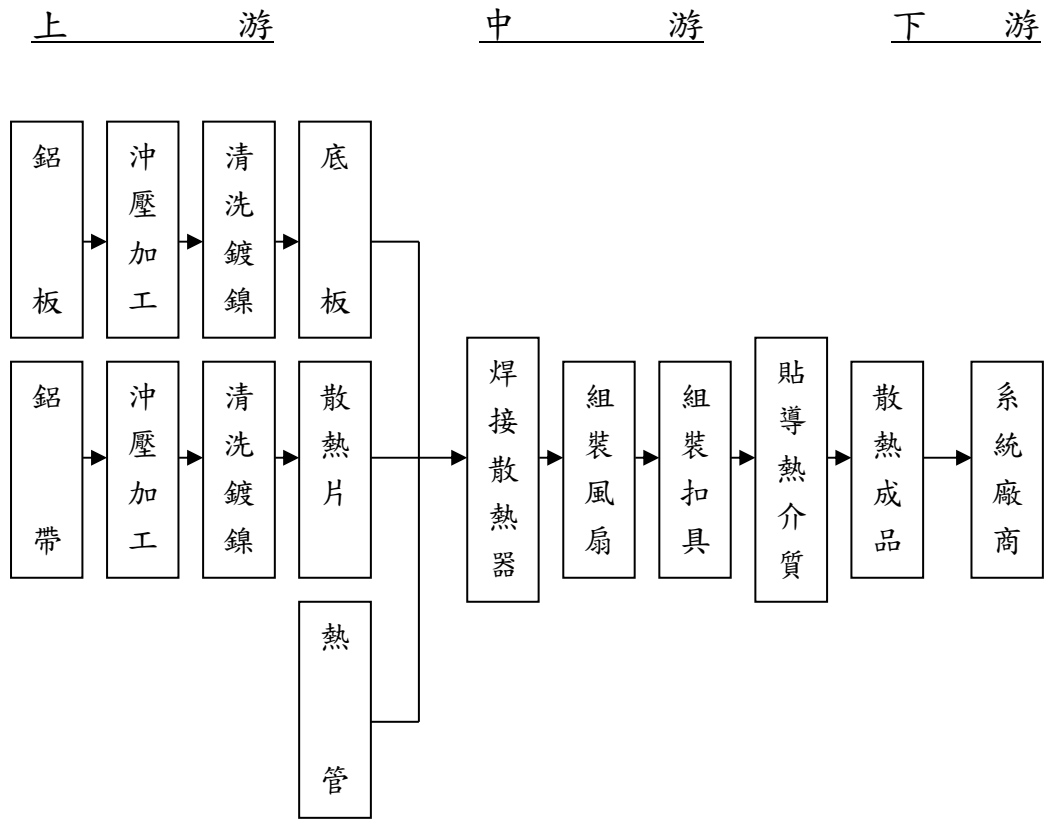 上游
中游
下游
鋁板
沖壓加工
清洗鍍鎳
底板
鋁帶
沖壓加工
清洗鍍鎳
散熱片
熱管
焊接散熱器
組裝風扇
組裝扣具
貼導熱介質
散熱成品
系統廠商